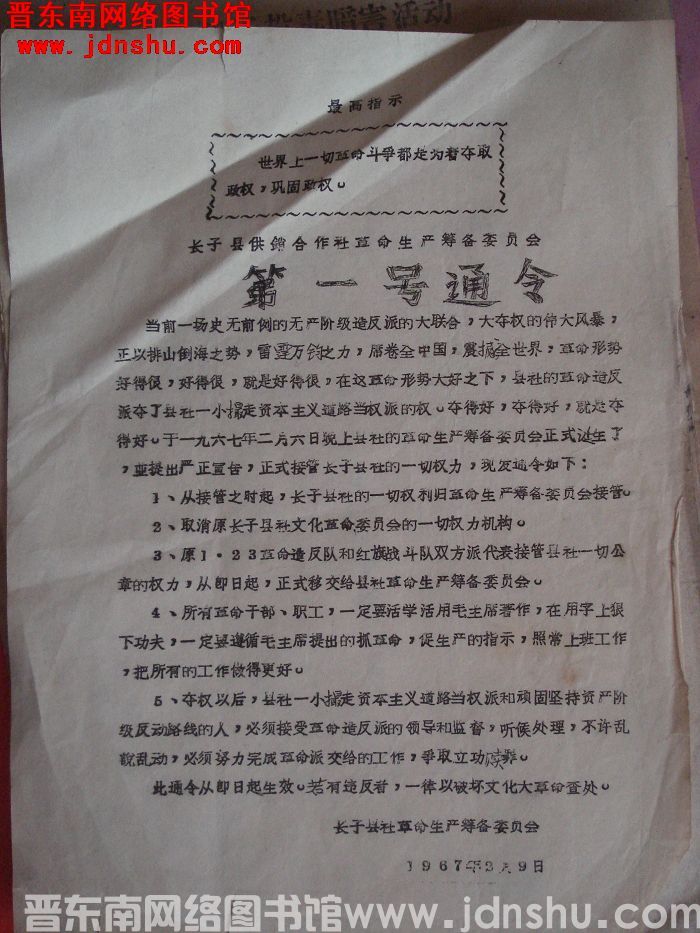 晋东南网络图书馆
www.jdnshu.com
最高指示
世界上一切革命斗争都是为着夺取
政权,巩固政权。
长子县供销合作社革命生产筹备委员会
第一号通令
当前一场史无前例的无产阶级造反派的大联合,大夺权的伟大风暴,
正以排山倒海之势,雷霆万钧之力,席卷全中国,震撼全世界,革命形势
好得很,好得很,就是好得很,在这革命形势大好之下,县社的革命造反
派夺了县社一小撮走资本主义道路当权派的权。夺得好,夺得好,就是夺
得好。于一九六七年二月六日晚上县社的革命生产筹备委员会正式诞生了
,并提出严正宣告,正式接管长子县社的一切权力,现发通令如下:
1、从接管之时起,长子县社的一切权利归革命生产筹备委员会接管。
2、取消原长子县社文化革命委员会的一切权力机构。
3、原1·23革命造反队和红旗战斗队双方派代表接管县社一切公
章的权力,从即日起,正式移交给县社革命生产筹备委员会。
4、所有革命干部、职工,一定要活学活用毛主席著作,在用字上狠
下功夫,一定要遵循毛主席提出的抓革命,促生产的指示,照常上班工作
,把所有的工作做得更好。
5、夺权以后,县社一小撮走资本主义道路当权派和顽固坚持资产阶
级反动路线的人,必须接受革命造反派的领导和监督,听候处理,不许乱
说乱动,必须努力完成革命派交给的工作,争取立功赎罪。
此通令从即日起生效。若有违反者,一律以破坏文化大革命查处。
长子县社革命生产筹备委员会
1967年2月9日
晋东南网络图书馆www.jdnshu.com